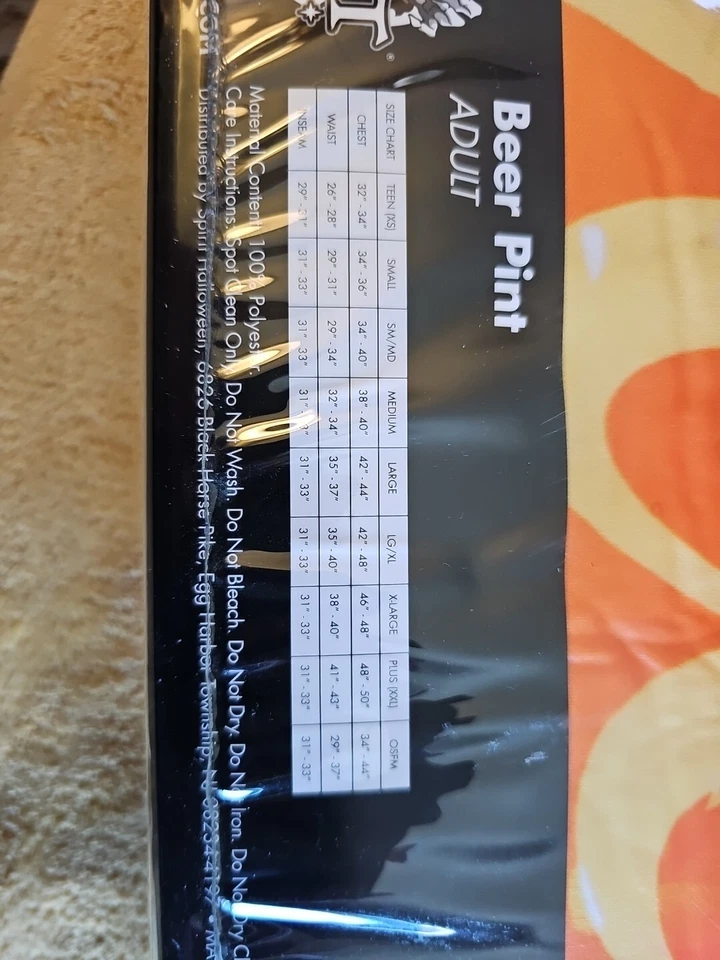 Beer Pint
ADULT
SIZE CHART TEEN (XS) SMALL SM/MD MEDIUM LARGE LG/XL X-LARGE PLUS (XXL) OSFM
CHEST 32" - 34" 34" - 36" 34" - 40" 38" - 40" 42" - 44" 42" - 48" 46" - 48" 48" - 50" 34" - 44"
WAIST 26" - 28" 29" - 31" 29" - 34" 32" - 34" 35" - 37" 35" - 40" 38" - 40" 41" - 43" 29" - 37"
INSEAM 29" - 31" 31" - 33" 31" - 33" 31" - 33" 31" - 33" 31" - 33" 31" - 33" 31" - 33"
Material Content: 100% Polyester.
Care Instructions: Spot Clean Only. Do Not Wash. Do Not Bleach. Do Not Dry. Do Not Iron. Do Not Dry Cl
Distributed by Spirit Halloween, 6826 Black Horse Pike, Egg Harbor Township, NJ